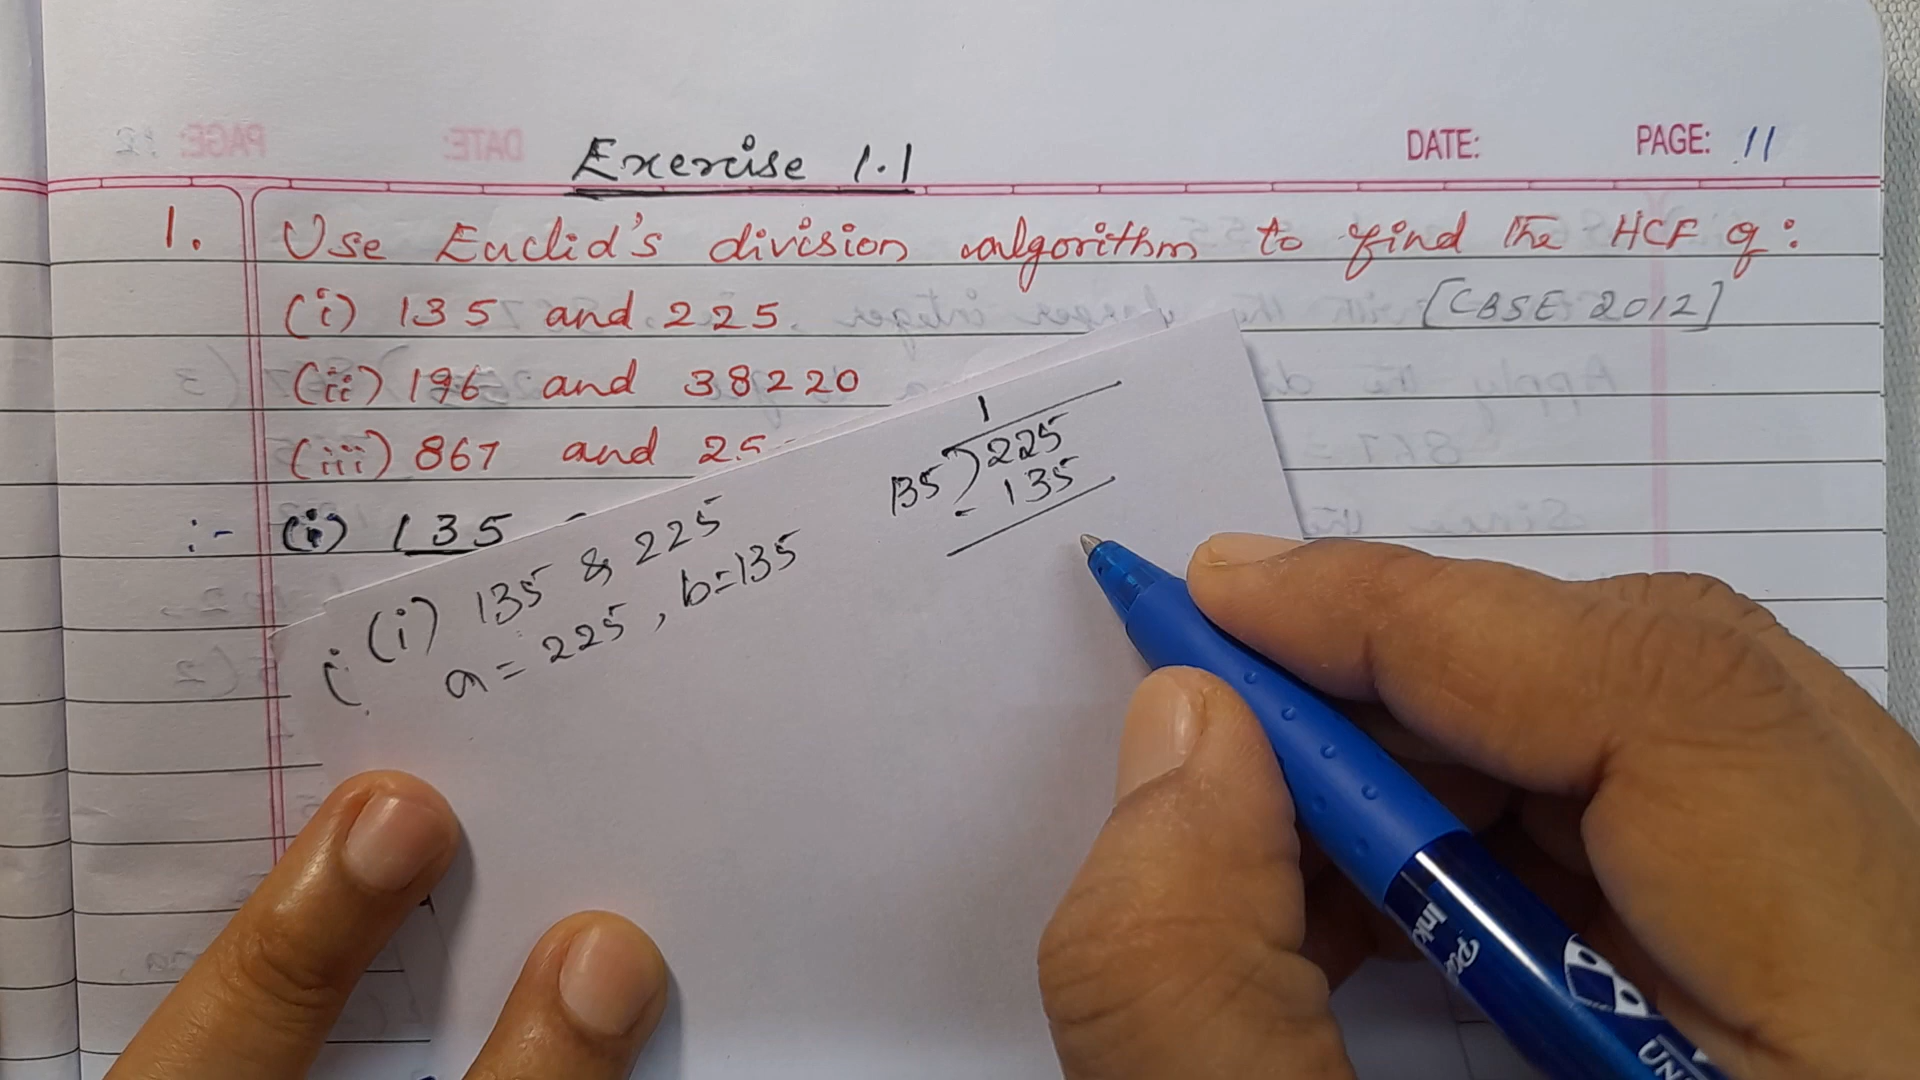 Exercise 1.1
DATE: PAGE: 11
1. Use Euclid's division algorithm to find the HCF of:
(i) 135 and 225 [CBSE 2012]
(ii) 196 and 38220
(iii) 867 and 25
:- (i) 135
(i) 135 & 225
a = 225, b=135
1
135)225
- 135